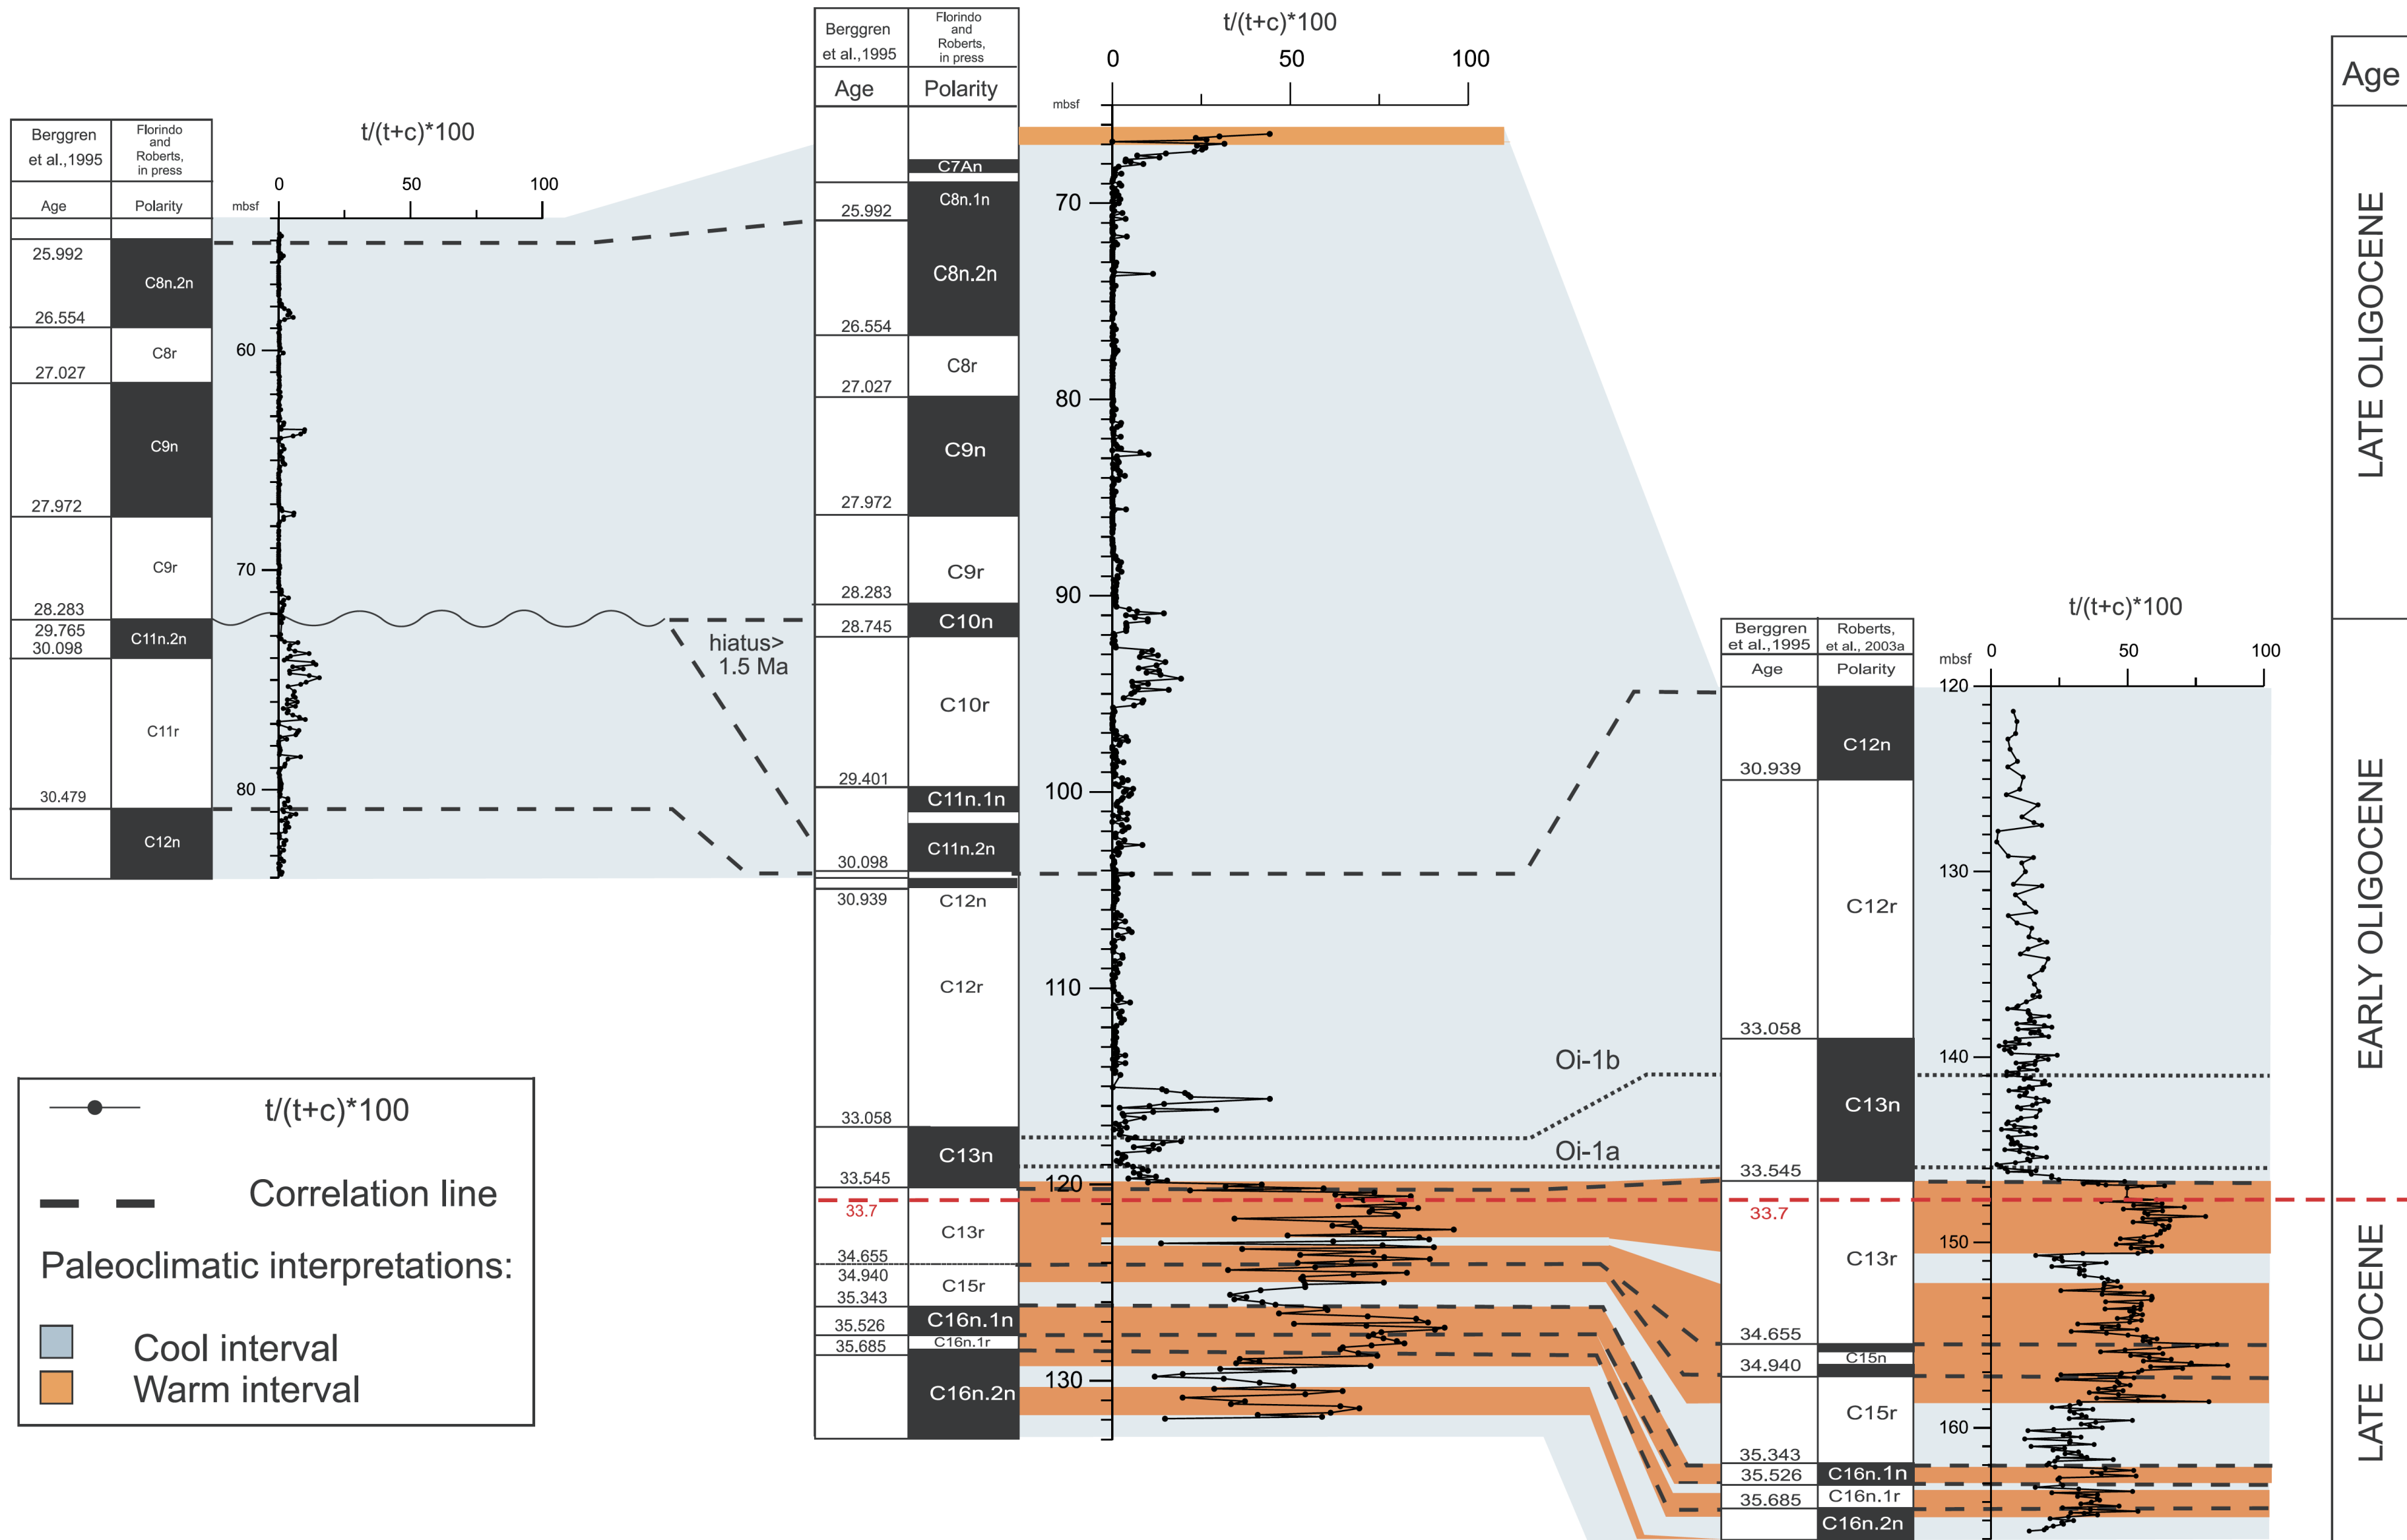 Berggren
et al.,1995
Florindo
and
Roberts,
in press
t/(t+c)*100
0 50 100
Age
Polarity
mbsf
25.992
C8n.2n
26.554
C8r
60
27.027
C9n
27.972
C9r
70
28.283
29.765
30.098
C11n.2n
C11r
30.479
80
C12n
hiatus>
1.5 Ma
Berggren
et al.,1995
Florindo
and
Roberts,
in press
t/(t+c)*100
0 50 100
Age
Polarity
mbsf
C7An
C8n.1n
70
25.992
C8n.2n
26.554
C8r
27.027
80
C9n
27.972
C9r
28.283
90
C10n
28.745
C10r
29.401
C11n.1n
100
C11n.2n
30.098
30.939
C12n
C12r
110
33.058
C13n
33.545
120
33.7
C13r
34.655
34.940
C15r
35.343
C16n.1n
35.526
C16n.1r
35.685
C16n.2n
130
Oi-1b
Oi-1a
t/(t+c)*100
Berggren
et al.,1995
Roberts,
et al., 2003a
0 50 100
Age
Polarity
mbsf
120
C12n
30.939
130
C12r
33.058
140
C13n
33.545
33.7
C13r
150
34.655
C15n
34.940
C15r
160
35.343
C16n.1n
35.526
C16n.1r
35.685
C16n.2n
Age
LATE OLIGOCENE
EARLY OLIGOCENE
LATE EOCENE
t/(t+c)*100
Correlation line
Paleoclimatic interpretations:
Cool interval
Warm interval